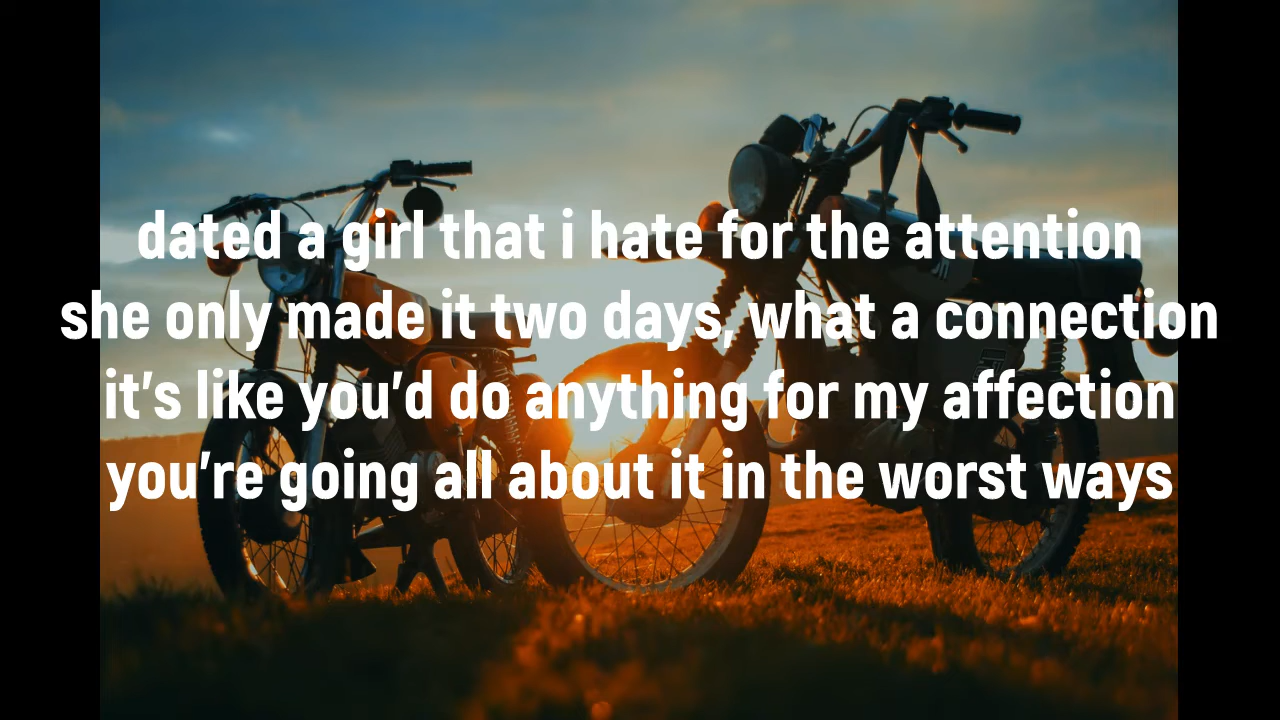 dated a girl that i hate for the attention
she only made it two days, what a connection
it's like you'd do anything for my affection
you're going all about it in the worst ways